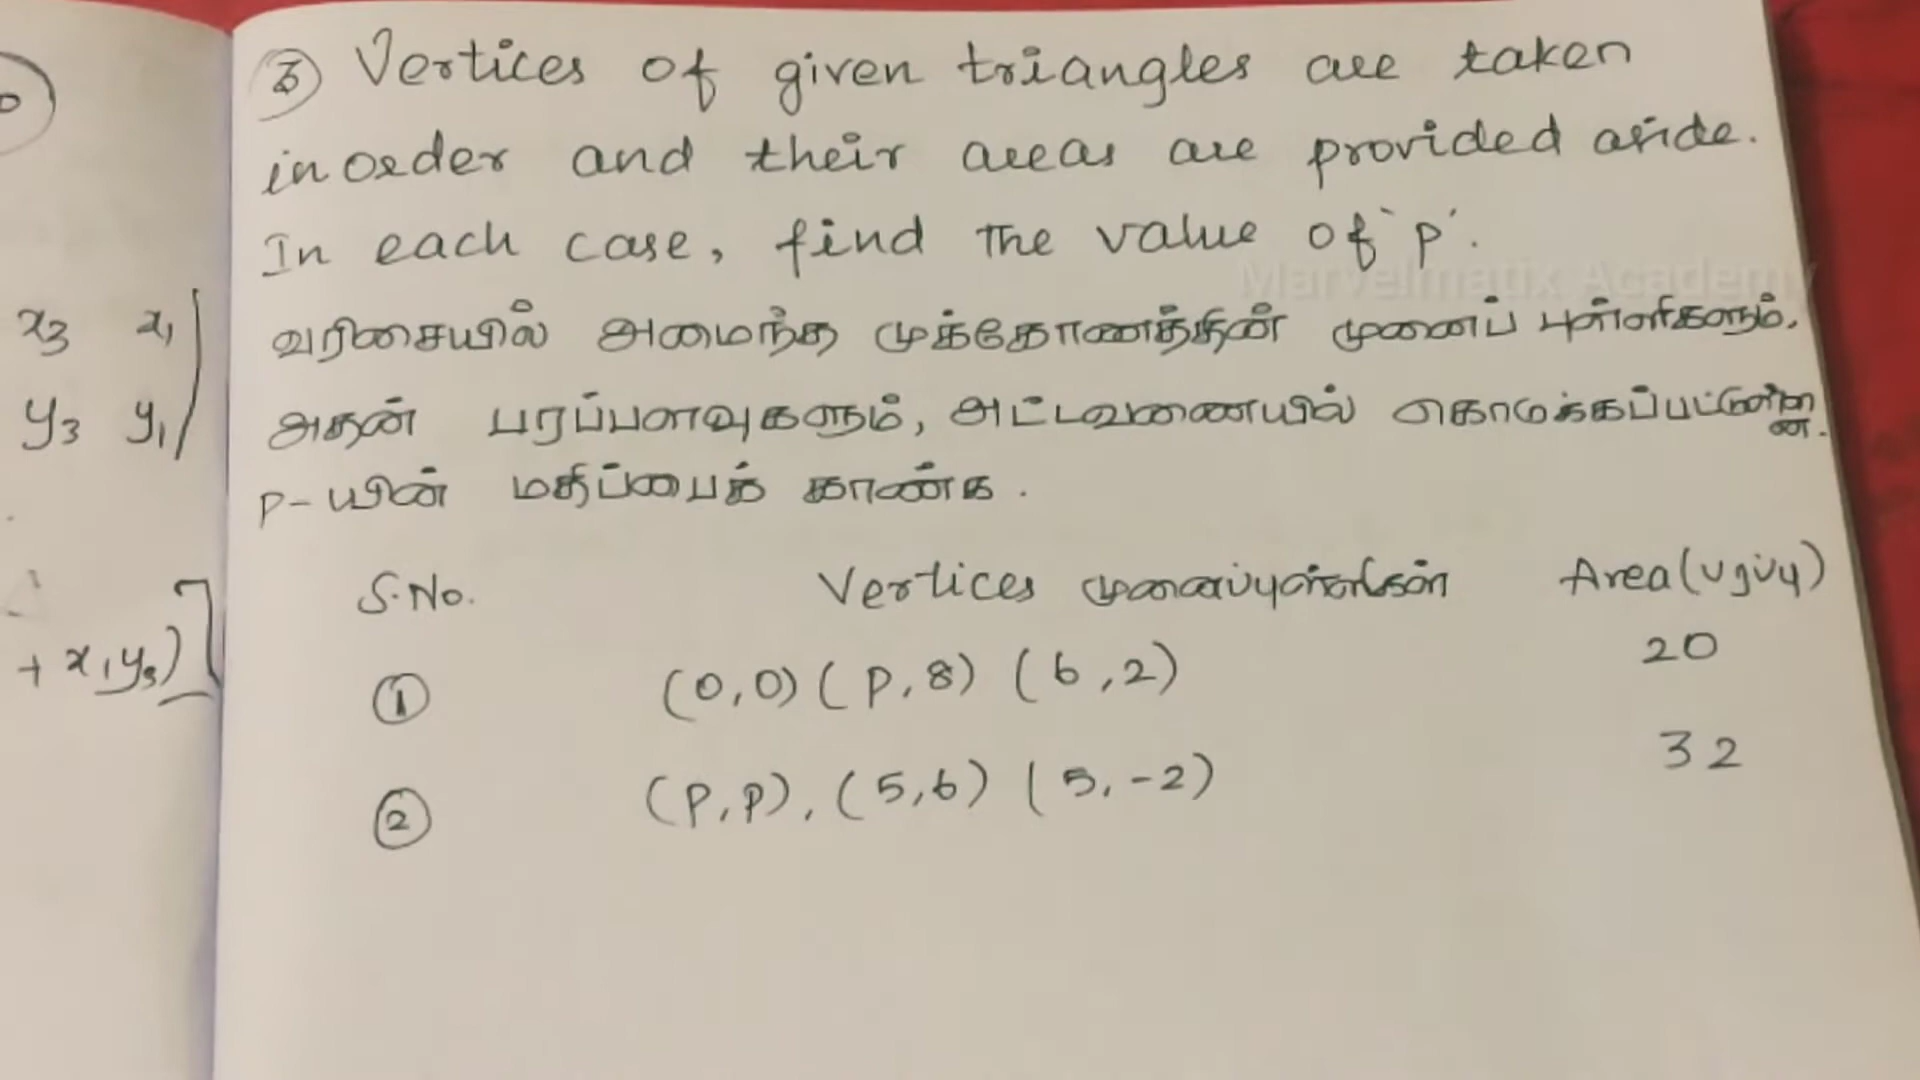 x3 x1
y3 y1
+ x1y3)]
③ Vertices of given triangles are taken
in order and their areas are provided aside.
In each case, find The value of 'p'.
Marvelmatix Academy
வரிசையில் அமைந்த முக்கோணத்தின் முனைப் புள்ளிகளும்,
அதன் பரப்பளவுகளும், அட்டவணையில் கொடுக்கப்பட்டுள்ளன.
P-யின் மதிப்பைக் காண்க.
S.No. Vertices முனைப்புள்ளிகள் Area (பரப்பு)
① (0,0) (P,8) (6,2) 20
② (P,P), (5,6) (5,-2) 32